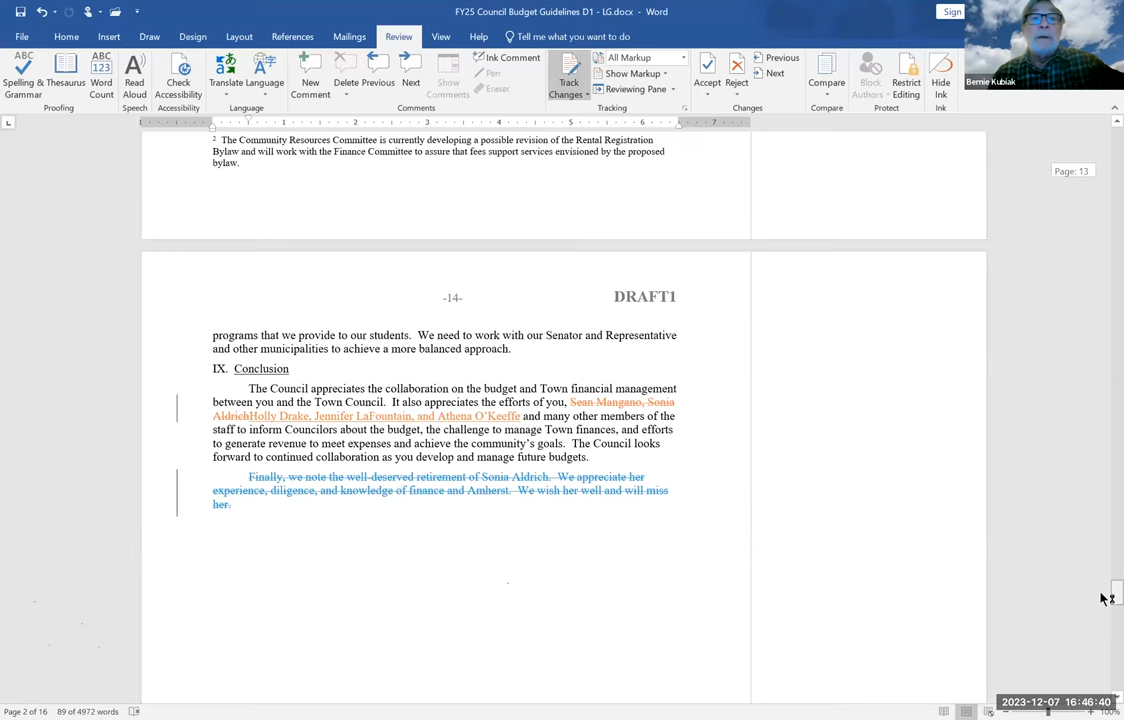 FY25 Council Budget Guidelines D1 - LG.docx - Word
Sign
File Home Insert Draw Design Layout References Mailings Review View Help Tell me what you want to do
Bernie Kubiak
Spelling & Grammar Thesaurus Word Count
Proofing
Read Aloud
Speech
Check Accessibility
Accessibility
Translate Language
Language
New Comment Delete Previous Next Show Comments
Ink Comment
Pen
Eraser
Comments
Track Changes
All Markup
Show Markup
Reviewing Pane
Tracking
Accept Reject
Previous
Next
Changes
Compare
Compare
Block Authors Restrict Editing
Protect
Hide Ink
Ink
1 1 2 3 4 5 6 7
2 The Community Resources Committee is currently developing a possible revision of the Rental Registration
Bylaw and will work with the Finance Committee to assure that fees support services envisioned by the proposed
bylaw.
Page: 13
-14- DRAFT1
programs that we provide to our students. We need to work with our Senator and Representative
and other municipalities to achieve a more balanced approach.
IX. Conclusion
The Council appreciates the collaboration on the budget and Town financial management
between you and the Town Council. It also appreciates the efforts of you, Sean Mangano, Sonia
AldrichHolly Drake, Jennifer LaFountain, and Athena O'Keeffe and many other members of the
staff to inform Councilors about the budget, the challenge to manage Town finances, and efforts
to generate revenue to meet expenses and achieve the community's goals. The Council looks
forward to continued collaboration as you develop and manage future budgets.
Finally, we note the well-deserved retirement of Sonia Aldrich. We appreciate her
experience, diligence, and knowledge of finance and Amherst. We wish her well and will miss
her.
Page 2 of 16 89 of 4972 words
2023-12-07 16:46:40
100%